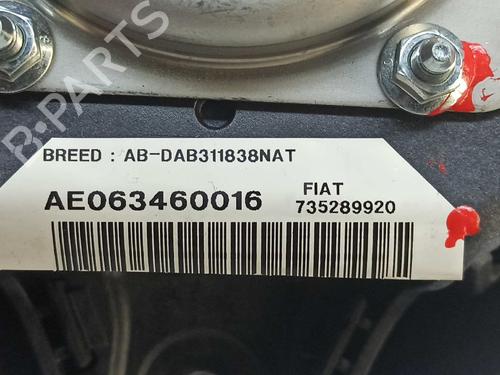 BREED : AB-DAB311838NAT
AE063460016
FIAT
735289920
B-PARTS